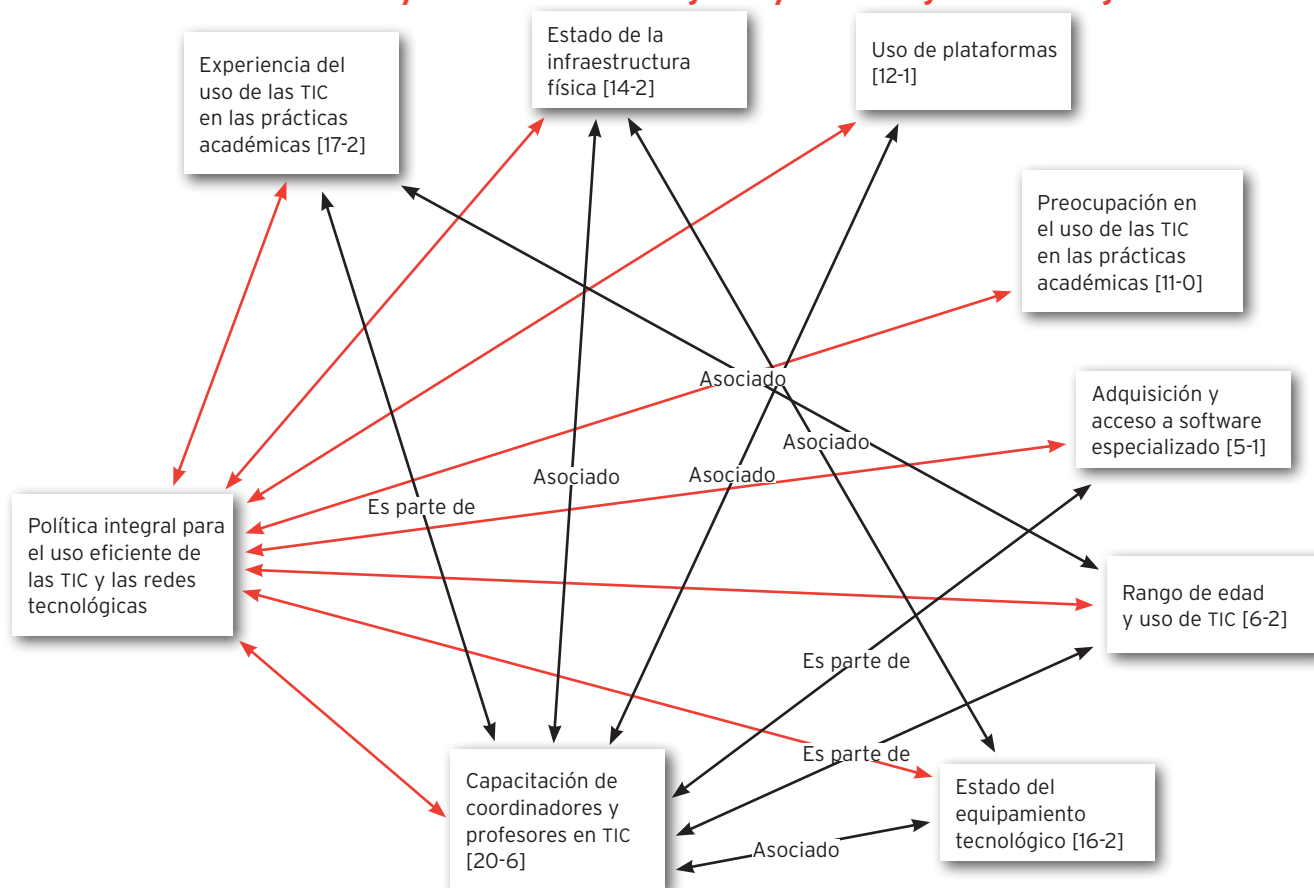 Experiencia del
uso de las TIC
en las prácticas
académicas [17-2]
Estado de la
infraestructura
física [14-2]
Uso de plataformas
[12-1]
Preocupación en
el uso de las TIC
en las prácticas
académicas [11-0]
Adquisición y
acceso a software
especializado [5-1]
Rango de edad
y uso de TIC [6-2]
Estado del
equipamiento
tecnológico [16-2]
Capacitación de
coordinadores y
profesores en TIC
[20-6]
Política integral para
el uso eficiente de
las TIC y las redes
tecnológicas
Asociado
Asociado
Asociado
Asociado
Es parte de
Es parte de
Es parte de
Asociado